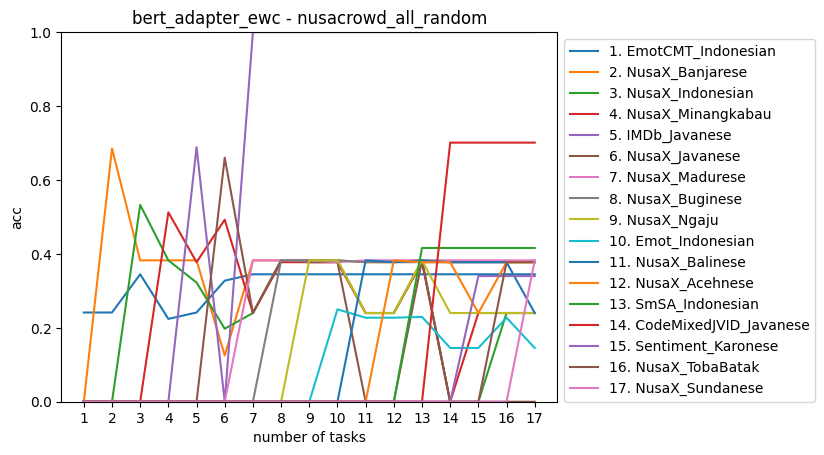 bert_adapter_ewc - nusacrowd_all_random
1.0
0.8
0.6
0.4
0.2
0.0
acc
1 2 3 4 5 6 7 8 9 10 11 12 13 14 15 16 17
number of tasks
1. EmotCMT_Indonesian
2. NusaX_Banjarese
3. NusaX_Indonesian
4. NusaX_Minangkabau
5. IMDb_Javanese
6. NusaX_Javanese
7. NusaX_Madurese
8. NusaX_Buginese
9. NusaX_Ngaju
10. Emot_Indonesian
11. NusaX_Balinese
12. NusaX_Acehnese
13. SmSA_Indonesian
14. CodeMixedJVID_Javanese
15. Sentiment_Karonese
16. NusaX_TobaBatak
17. NusaX_Sundanese